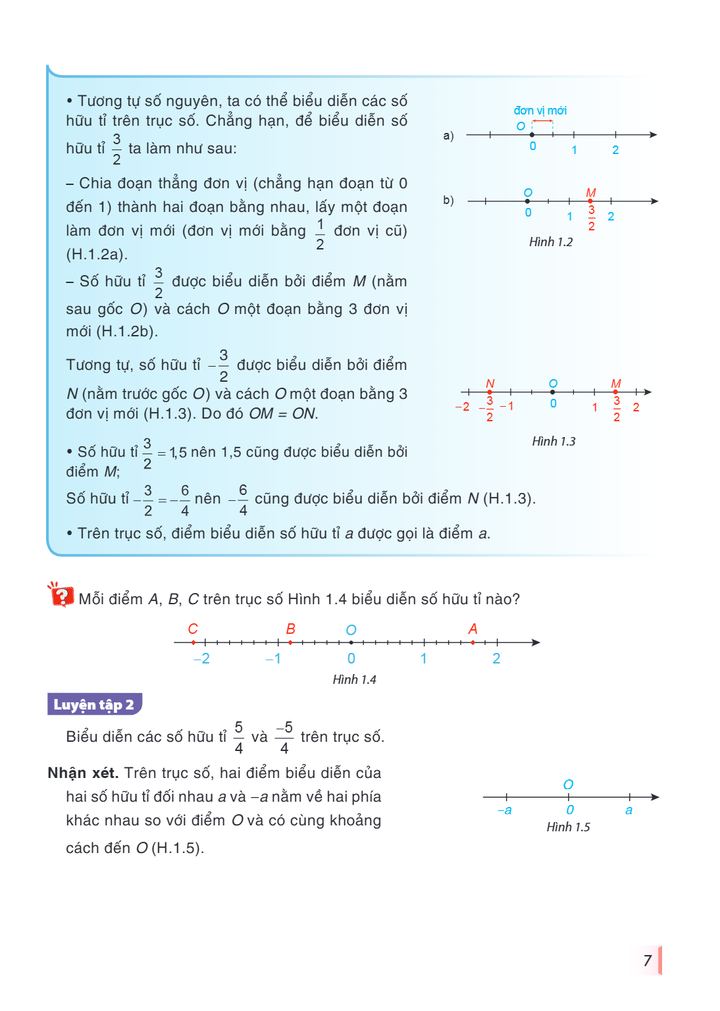 • Tương tự số nguyên, ta có thể biểu diễn các số
hữu tỉ trên trục số. Chẳng hạn, để biểu diễn số
hữu tỉ 3/2 ta làm như sau:
– Chia đoạn thẳng đơn vị (chẳng hạn đoạn từ 0
đến 1) thành hai đoạn bằng nhau, lấy một đoạn
làm đơn vị mới (đơn vị mới bằng 1/2 đơn vị cũ)
(H.1.2a).
– Số hữu tỉ 3/2 được biểu diễn bởi điểm M (nằm
sau gốc O) và cách O một đoạn bằng 3 đơn vị
mới (H.1.2b).
đơn vị mới
O
a)
0 1 2
O M
b)
0 1 3/2 2
Hình 1.2
Tương tự, số hữu tỉ −3/2 được biểu diễn bởi điểm
N (nằm trước gốc O) và cách O một đoạn bằng 3
đơn vị mới (H.1.3). Do đó OM = ON.
N O M
−2 −3/2 −1 0 1 3/2 2
Hình 1.3
• Số hữu tỉ 3/2 = 1,5 nên 1,5 cũng được biểu diễn bởi
điểm M;
Số hữu tỉ −3/2 = −6/4 nên −6/4 cũng được biểu diễn bởi điểm N (H.1.3).
• Trên trục số, điểm biểu diễn số hữu tỉ a được gọi là điểm a.
? Mỗi điểm A, B, C trên trục số Hình 1.4 biểu diễn số hữu tỉ nào?
C B O A
−2 −1 0 1 2
Hình 1.4
Luyện tập 2
Biểu diễn các số hữu tỉ 5/4 và −5/4 trên trục số.
Nhận xét. Trên trục số, hai điểm biểu diễn của
hai số hữu tỉ đối nhau a và −a nằm về hai phía
khác nhau so với điểm O và có cùng khoảng
cách đến O (H.1.5).
O
−a 0 a
Hình 1.5
7